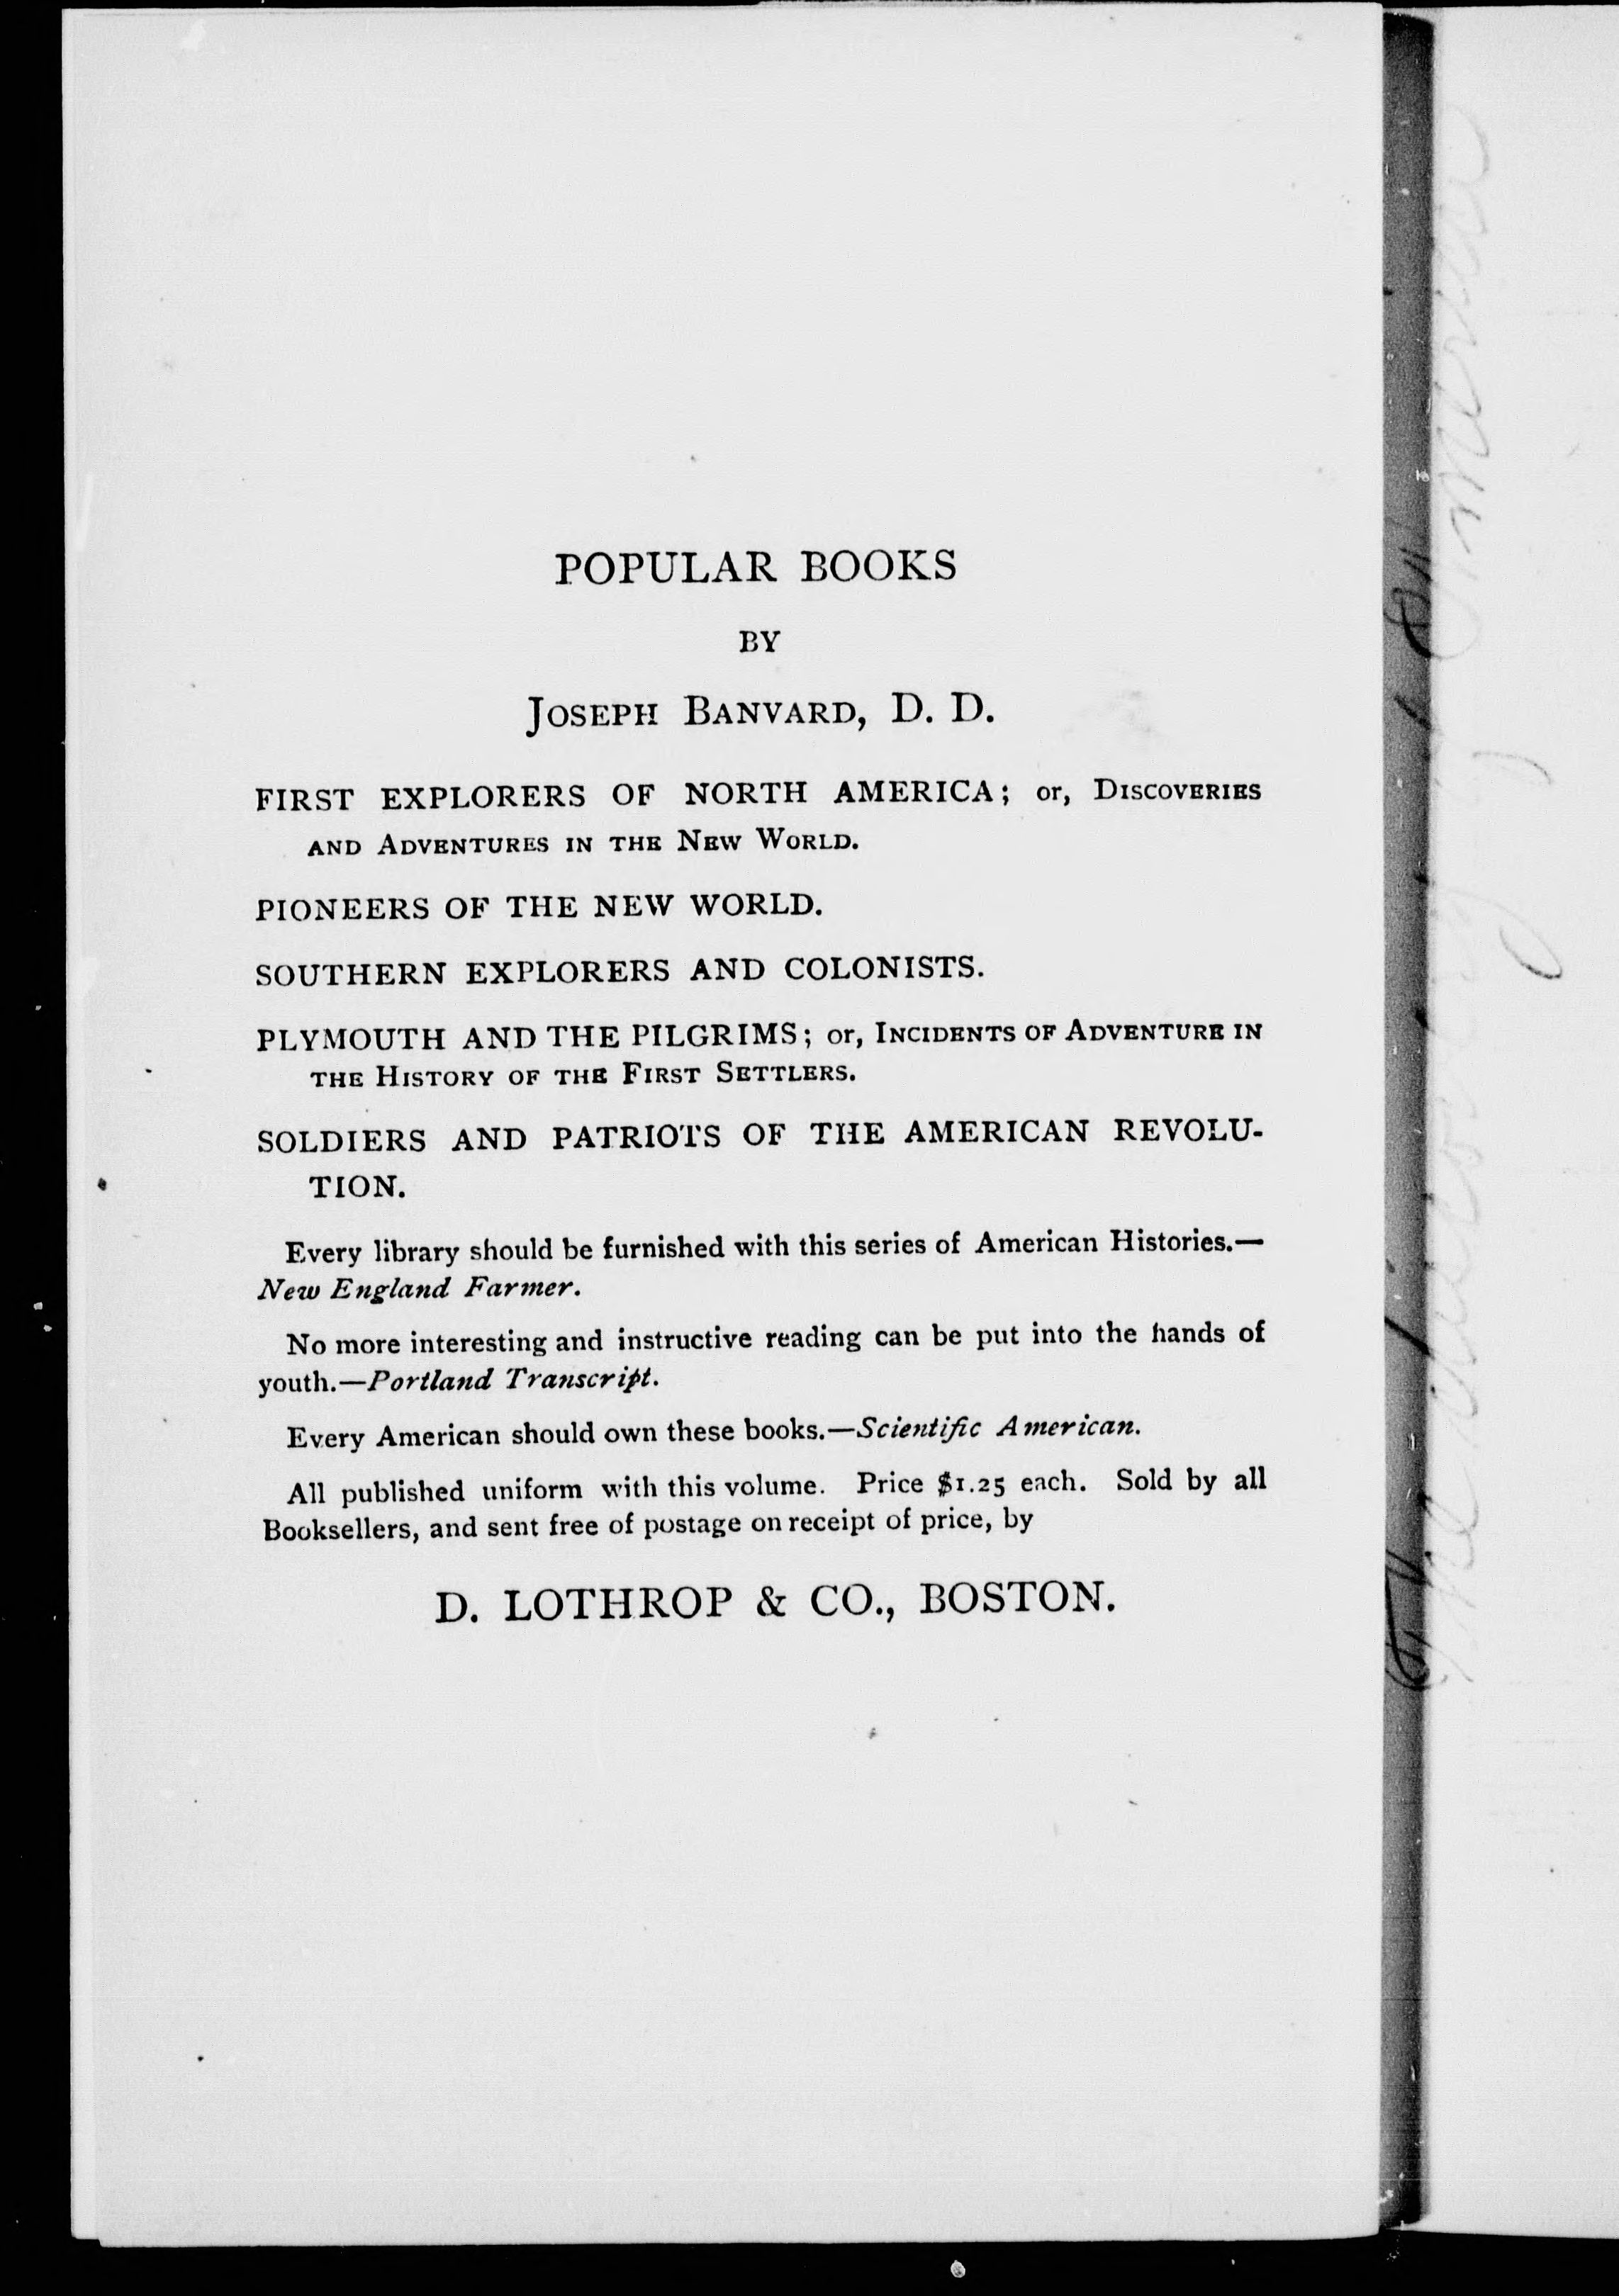 POPULAR BOOKS
BY
JOSEPH BANVARD, D. D.
FIRST EXPLORERS OF NORTH AMERICA; or, DISCOVERIES
AND ADVENTURES IN THE NEW WORLD.
PIONEERS OF THE NEW WORLD.
SOUTHERN EXPLORERS AND COLONISTS.
PLYMOUTH AND THE PILGRIMS; or, INCIDENTS OF ADVENTURE IN
THE HISTORY OF THE FIRST SETTLERS.
SOLDIERS AND PATRIOTS OF THE AMERICAN REVOLU-
TION.
Every library should be furnished with this series of American Histories.—
New England Farmer.
No more interesting and instructive reading can be put into the hands of
youth.—Portland Transcript.
Every American should own these books.—Scientific American.
All published uniform with this volume. Price $1.25 each. Sold by all
Booksellers, and sent free of postage on receipt of price, by
D. LOTHROP & CO., BOSTON.